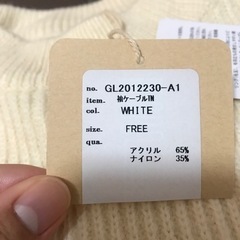 no. GL2012230-A1
item. 袖ケーブルTN
col. WHITE
size. FREE
qua.
アクリル 65%
ナイロン 35%